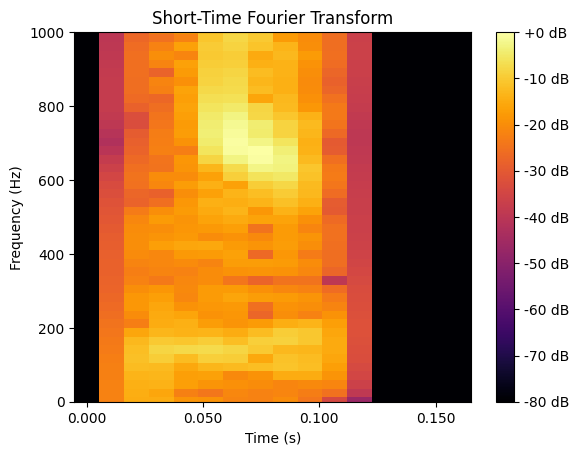 Short-Time Fourier Transform
Frequency (Hz)
1000
800
600
400
200
0
0.000
0.050
0.100
0.150
Time (s)
+0 dB
-10 dB
-20 dB
-30 dB
-40 dB
-50 dB
-60 dB
-70 dB
-80 dB